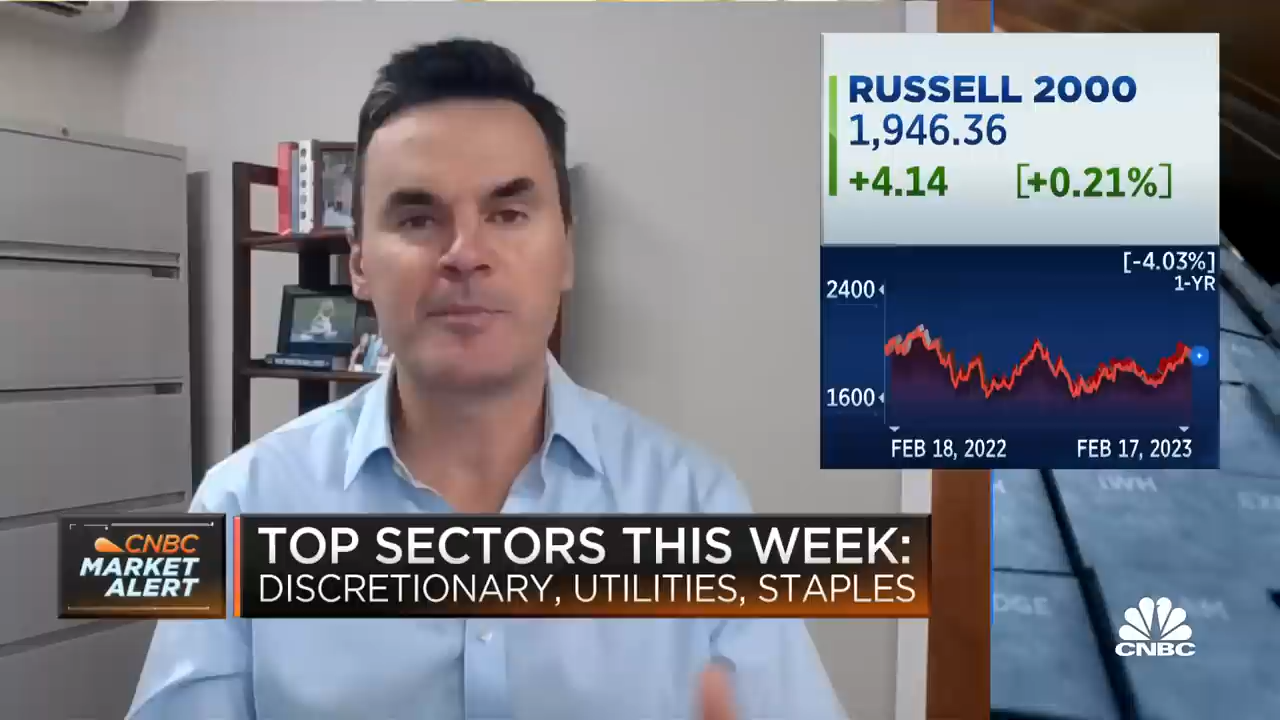 RUSSELL 2000
1,946.36
+4.14 [+0.21%]
[-4.03%]
1-YR
2400
1600
FEB 18, 2022 FEB 17, 2023
CNBC
MARKET
ALERT
TOP SECTORS THIS WEEK:
DISCRETIONARY, UTILITIES, STAPLES
CNBC